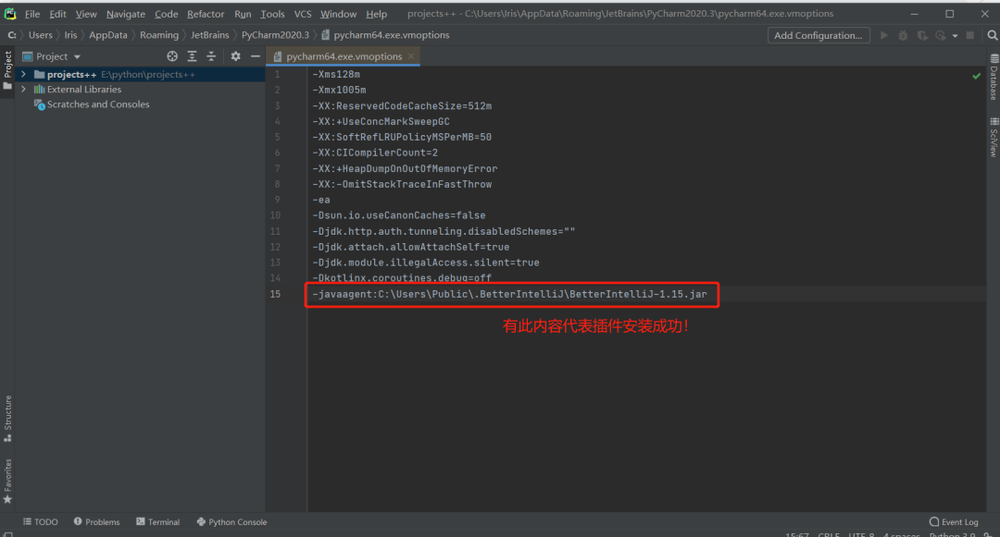 File Edit View Navigate Code Refactor Run Tools VCS Window Help projects++ - C:\Users\Iris\AppData\Roaming\JetBrains\PyCharm2020.3\pycharm64.exe.vmoptions
C: Users Iris AppData Roaming JetBrains PyCharm2020.3 pycharm64.exe.vmoptions Add Configuration...
Project
Project
pycharm64.exe.vmoptions
projects++ E:\python\projects++
External Libraries
Scratches and Consoles
1 -Xms128m
2 -Xmx1005m
3 -XX:ReservedCodeCacheSize=512m
4 -XX:+UseConcMarkSweepGC
5 -XX:SoftRefLRUPolicyMSPerMB=50
6 -XX:CICompilerCount=2
7 -XX:+HeapDumpOnOutOfMemoryError
8 -XX:-OmitStackTraceInFastThrow
9 -ea
10 -Dsun.io.useCanonCaches=false
11 -Djdk.http.auth.tunneling.disabledSchemes=""
12 -Djdk.attach.allowAttachSelf=true
13 -Djdk.module.illegalAccess.silent=true
14 -Dkotlinx.coroutines.debug=off
15 -javaagent:C:\Users\Public\.BetterIntelliJ\BetterIntelliJ-1.15.jar
有此内容代表插件安装成功！
Database
SciView
Structure
Favorites
TODO Problems Terminal Python Console Event Log
15:67 CRLF UTF-8 4 spaces Python 3.9